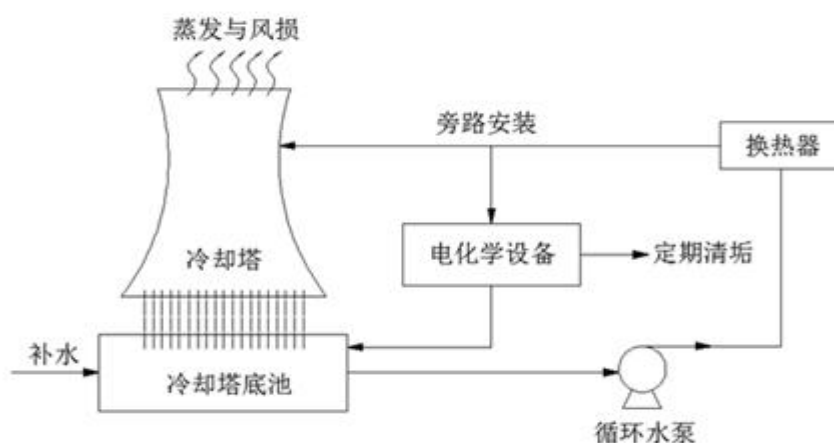 蒸发与风损
旁路安装
换热器
冷却塔
电化学设备
定期清垢
补水
冷却塔底池
循环水泵